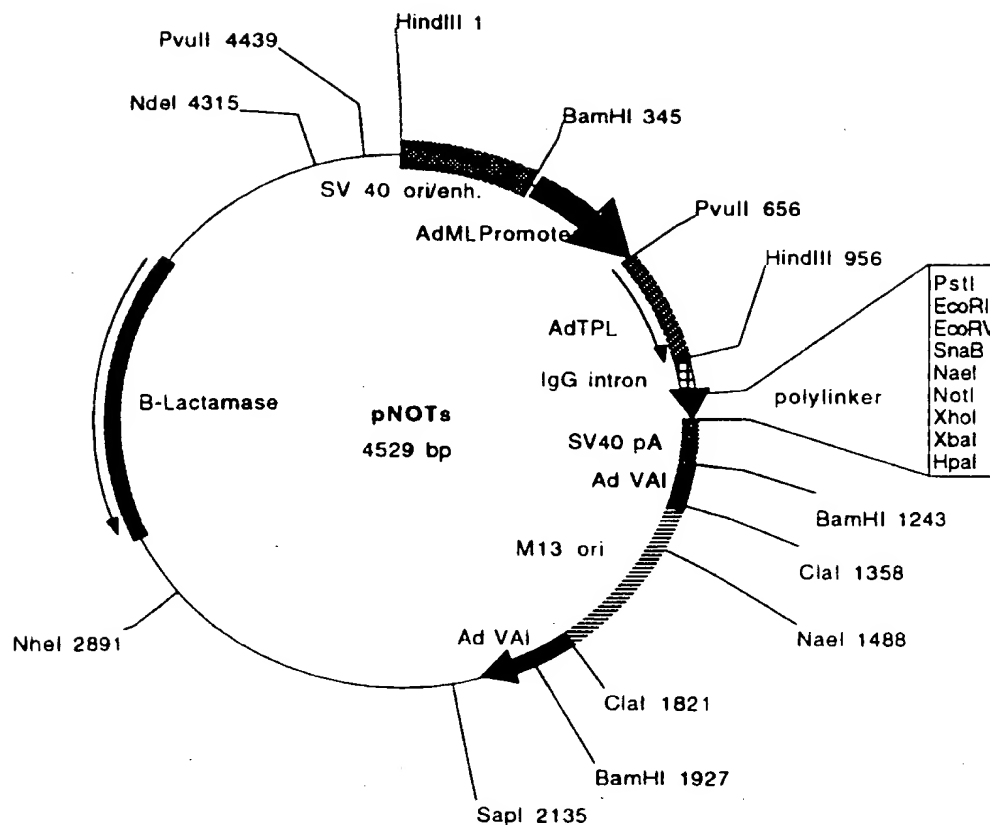 HindIII 1
PvuII 4439
NdeI 4315
BamHI 345
SV 40 ori/enh.
AdMLPromote
PvuII 656
HindIII 956
AdTPL
IgG intron
polylinker
PstI
EcoRI
EcoRV
SnaB
NaeI
NotI
XhoI
XbaI
HpaI
B-Lactamase
pNOTs
4529 bp
SV40 pA
Ad VAI
BamHI 1243
M13 ori
ClaI 1358
NaeI 1488
NheI 2891
Ad VAI
ClaI 1821
BamHI 1927
SapI 2135